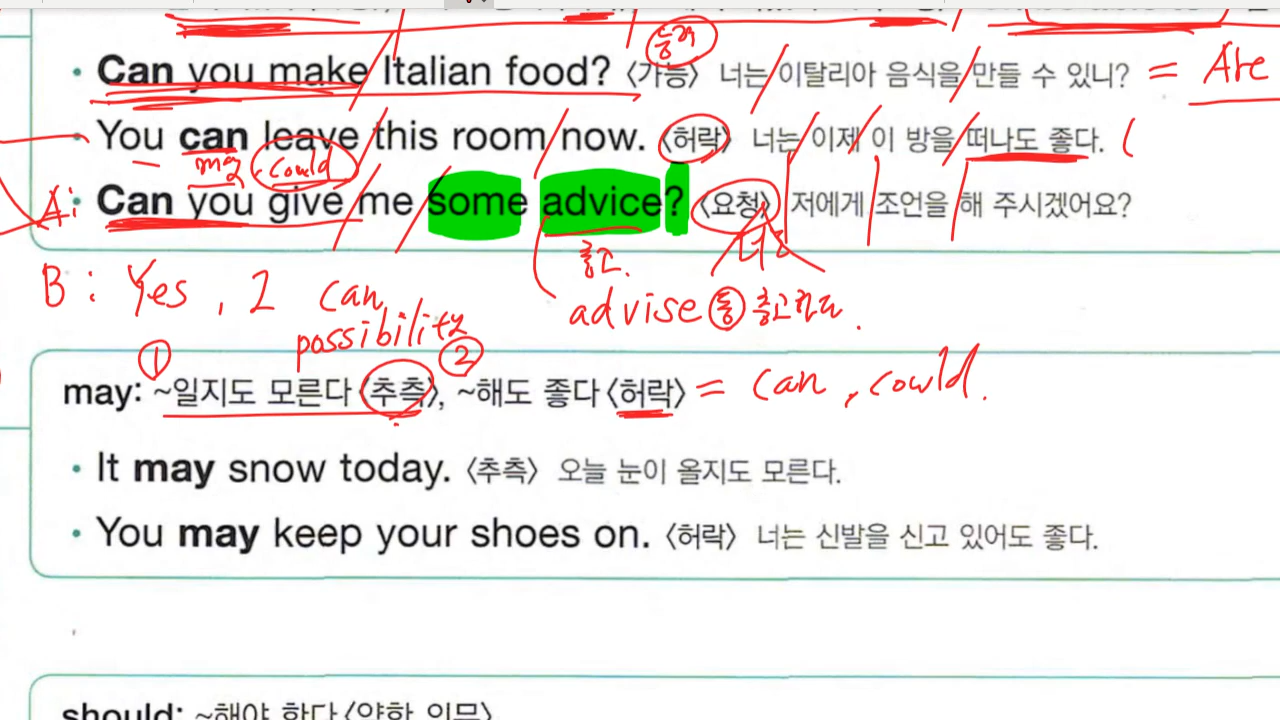 능력
• Can you make Italian food? 〈가능〉 너는 이탈리아 음식을 만들 수 있니? = Are
• You can leave this room now. 〈허락〉 너는 이제 이 방을 떠나도 좋다. (
may, could
A: • Can you give me some advice? 〈요청〉 저에게 조언을 해 주시겠어요?
충고.
B : Yes, I can
advise 동 충고하다.
possibility
① ②
may: ~일지도 모른다 〈추측〉, ~해도 좋다 〈허락〉 = can, could.
• It may snow today. 〈추측〉 오늘 눈이 올지도 모른다.
• You may keep your shoes on. 〈허락〉 너는 신발을 신고 있어도 좋다.
should: ~해야 한다 〈약한 의무〉